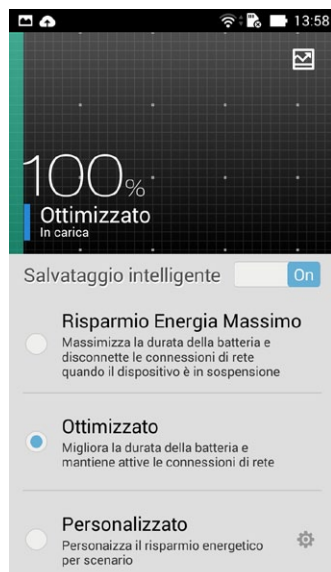 13:58
100%
Ottimizzato
In carica
Salvataggio intelligente On
Risparmio Energia Massimo
Massimizza la durata della batteria e
disconnette le connessioni di rete
quando il dispositivo è in sospensione
Ottimizzato
Migliora la durata della batteria e
mantiene attive le connessioni di rete
Personalizzato
Personaizza il risparmio energetico
per scenario